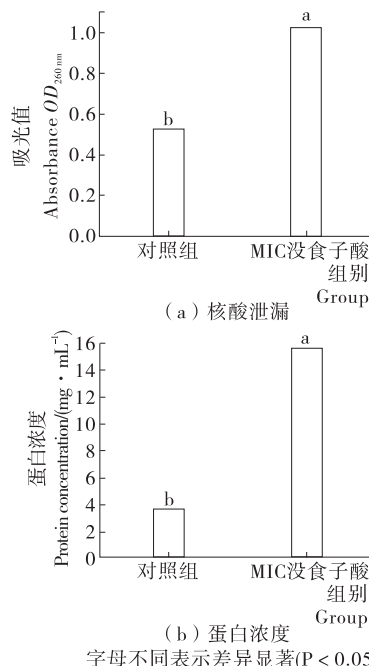 吸光值
Absorbance OD260 nm
1.0
0.8
0.6
0.4
0.2
0.0
b
a
对照组
MIC没食子酸
组别
Group
（a）核酸泄漏
蛋白浓度
Protein concentration/(mg·mL⁻¹)
16
14
12
10
8
6
4
2
0
b
a
对照组
MIC没食子酸
组别
Group
（b）蛋白浓度
字母不同表示差异显著(P＜0.05